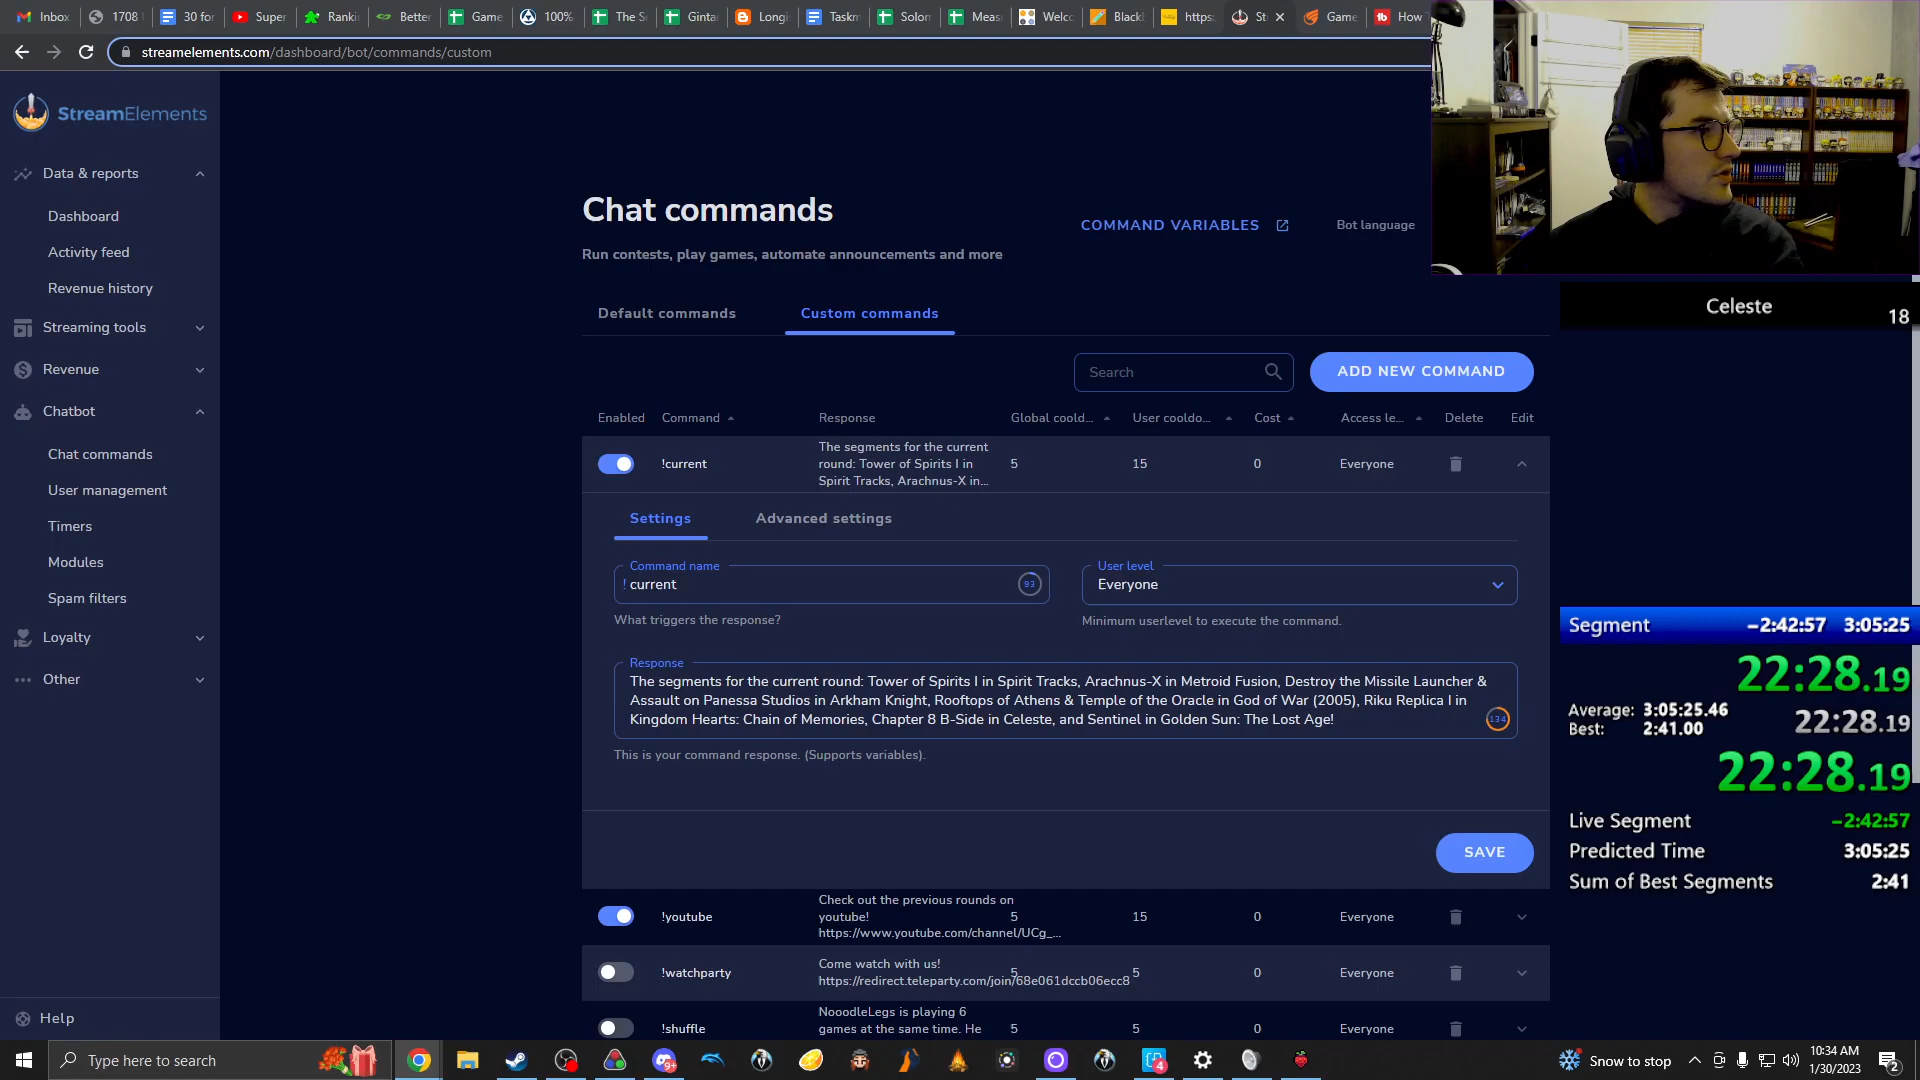 Inbox
1708
30 for
Super
Ranki
Better
Game
100%
The S
Ginta
Longi
Taskm
Solom
Meas
Welco
Black
https:
St
Game
How
streamelements.com/dashboard/bot/commands/custom
StreamElements
Data & reports
Dashboard
Activity feed
Revenue history
Streaming tools
Revenue
Chatbot
Chat commands
User management
Timers
Modules
Spam filters
Loyalty
Other
Help
Chat commands
COMMAND VARIABLES
Bot language
Run contests, play games, automate announcements and more
Default commands
Custom commands
Search
ADD NEW COMMAND
Enabled
Command
Response
Global coold...
User cooldo...
Cost
Access le...
Delete
Edit
!current
The segments for the current
round: Tower of Spirits I in
Spirit Tracks, Arachnus-X in...
5
15
0
Everyone
Settings
Advanced settings
Command name
! current
93
What triggers the response?
User level
Everyone
Minimum userlevel to execute the command.
Response
The segments for the current round: Tower of Spirits I in Spirit Tracks, Arachnus-X in Metroid Fusion, Destroy the Missile Launcher &
Assault on Panessa Studios in Arkham Knight, Rooftops of Athens & Temple of the Oracle in God of War (2005), Riku Replica I in
Kingdom Hearts: Chain of Memories, Chapter 8 B-Side in Celeste, and Sentinel in Golden Sun: The Lost Age!
134
This is your command response. (Supports variables).
SAVE
!youtube
Check out the previous rounds on
youtube!
https://www.youtube.com/channel/UCg_...
5
15
0
Everyone
!watchparty
Come watch with us!
https://redirect.teleparty.com/join/68e061dccb06ecc8
5
5
0
Everyone
!shuffle
NooodleLegs is playing 6
games at the same time. He
5
5
0
Everyone
Celeste
18
Segment
−2:42:57
3:05:25
22:28.19
Average: 3:05:25.46
Best: 2:41.00
22:28.19
22:28.19
Live Segment
−2:42:57
Predicted Time
3:05:25
Sum of Best Segments
2:41
Type here to search
9+
4
Snow to stop
10:34 AM
1/30/2023
2